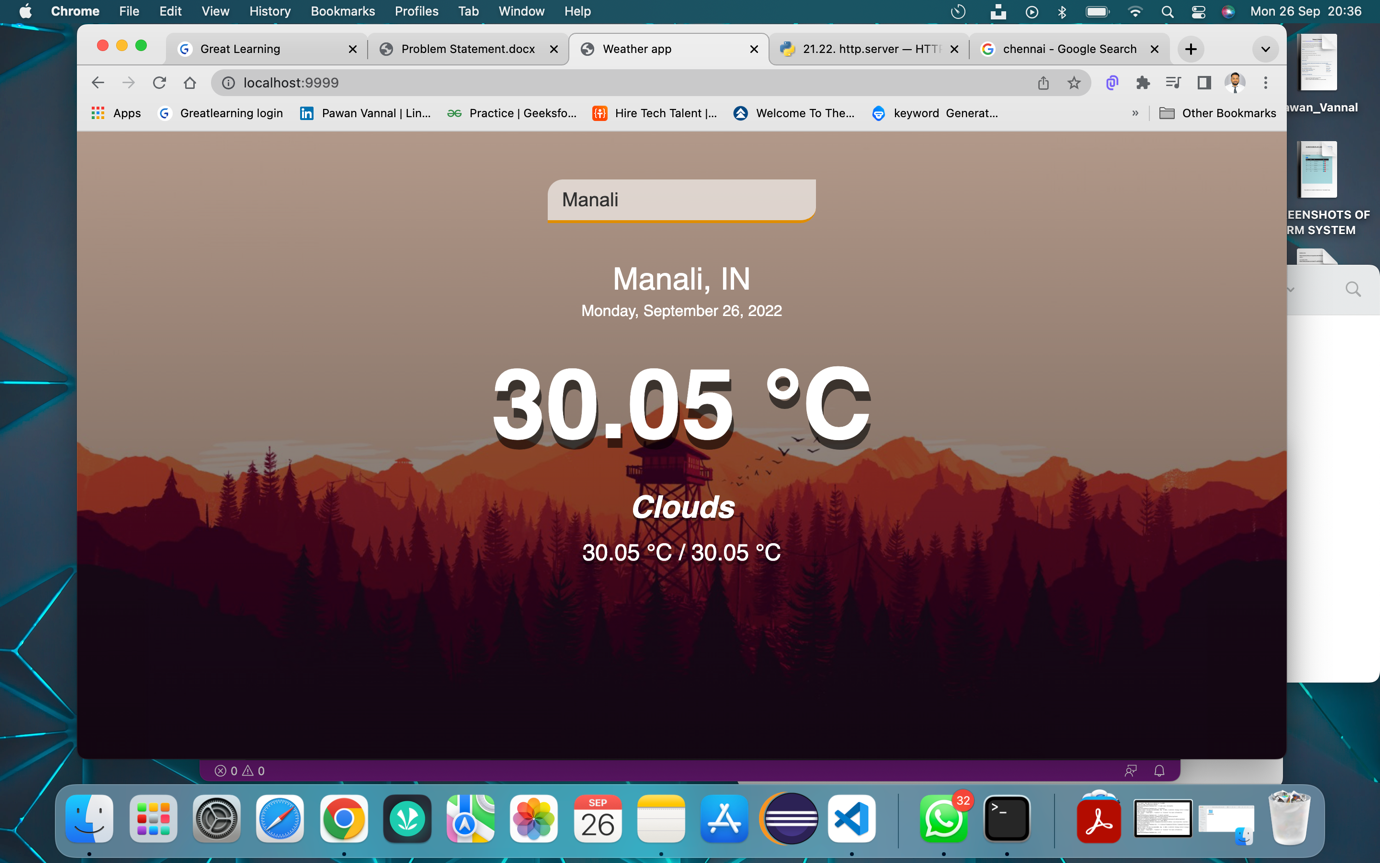 Chrome File Edit View History Bookmarks Profiles Tab Window Help Mon 26 Sep 20:36
Great Learning Problem Statement.docx Weather app 21.22. http.server — HTT chennai - Google Search
localhost:9999
Apps Greatlearning login Pawan Vannal | Lin... Practice | Geeksfo... Hire Tech Talent |... Welcome To The... keyword Generat... » Other Bookmarks
awan_Vannal
Manali
EENSHOTS OF
RM SYSTEM
Manali, IN
Monday, September 26, 2022
30.05 °C
Clouds
30.05 °C / 30.05 °C
0 0
SEP
26
32